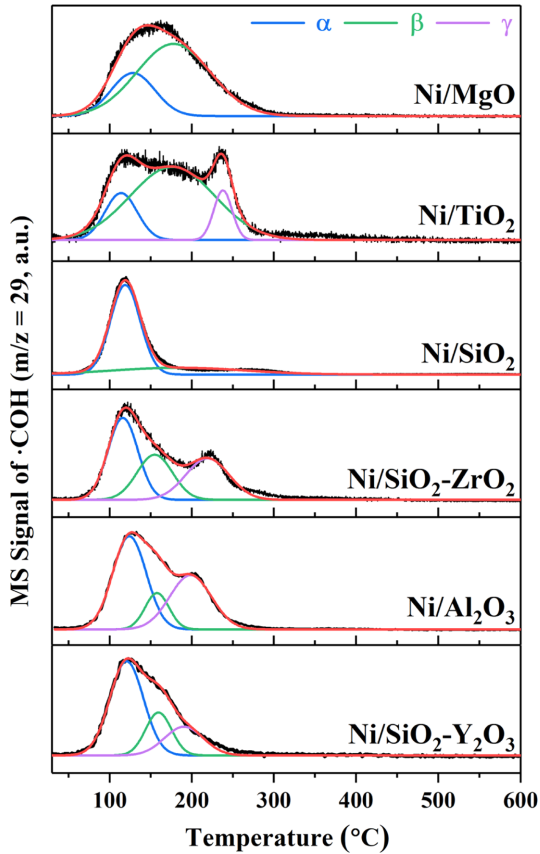 α β γ
Ni/MgO
Ni/TiO₂
Ni/SiO₂
Ni/SiO₂-ZrO₂
Ni/Al₂O₃
Ni/SiO₂-Y₂O₃
MS Signal of ·COH (m/z = 29, a.u.)
100 200 300 400 500 600
Temperature (°C)